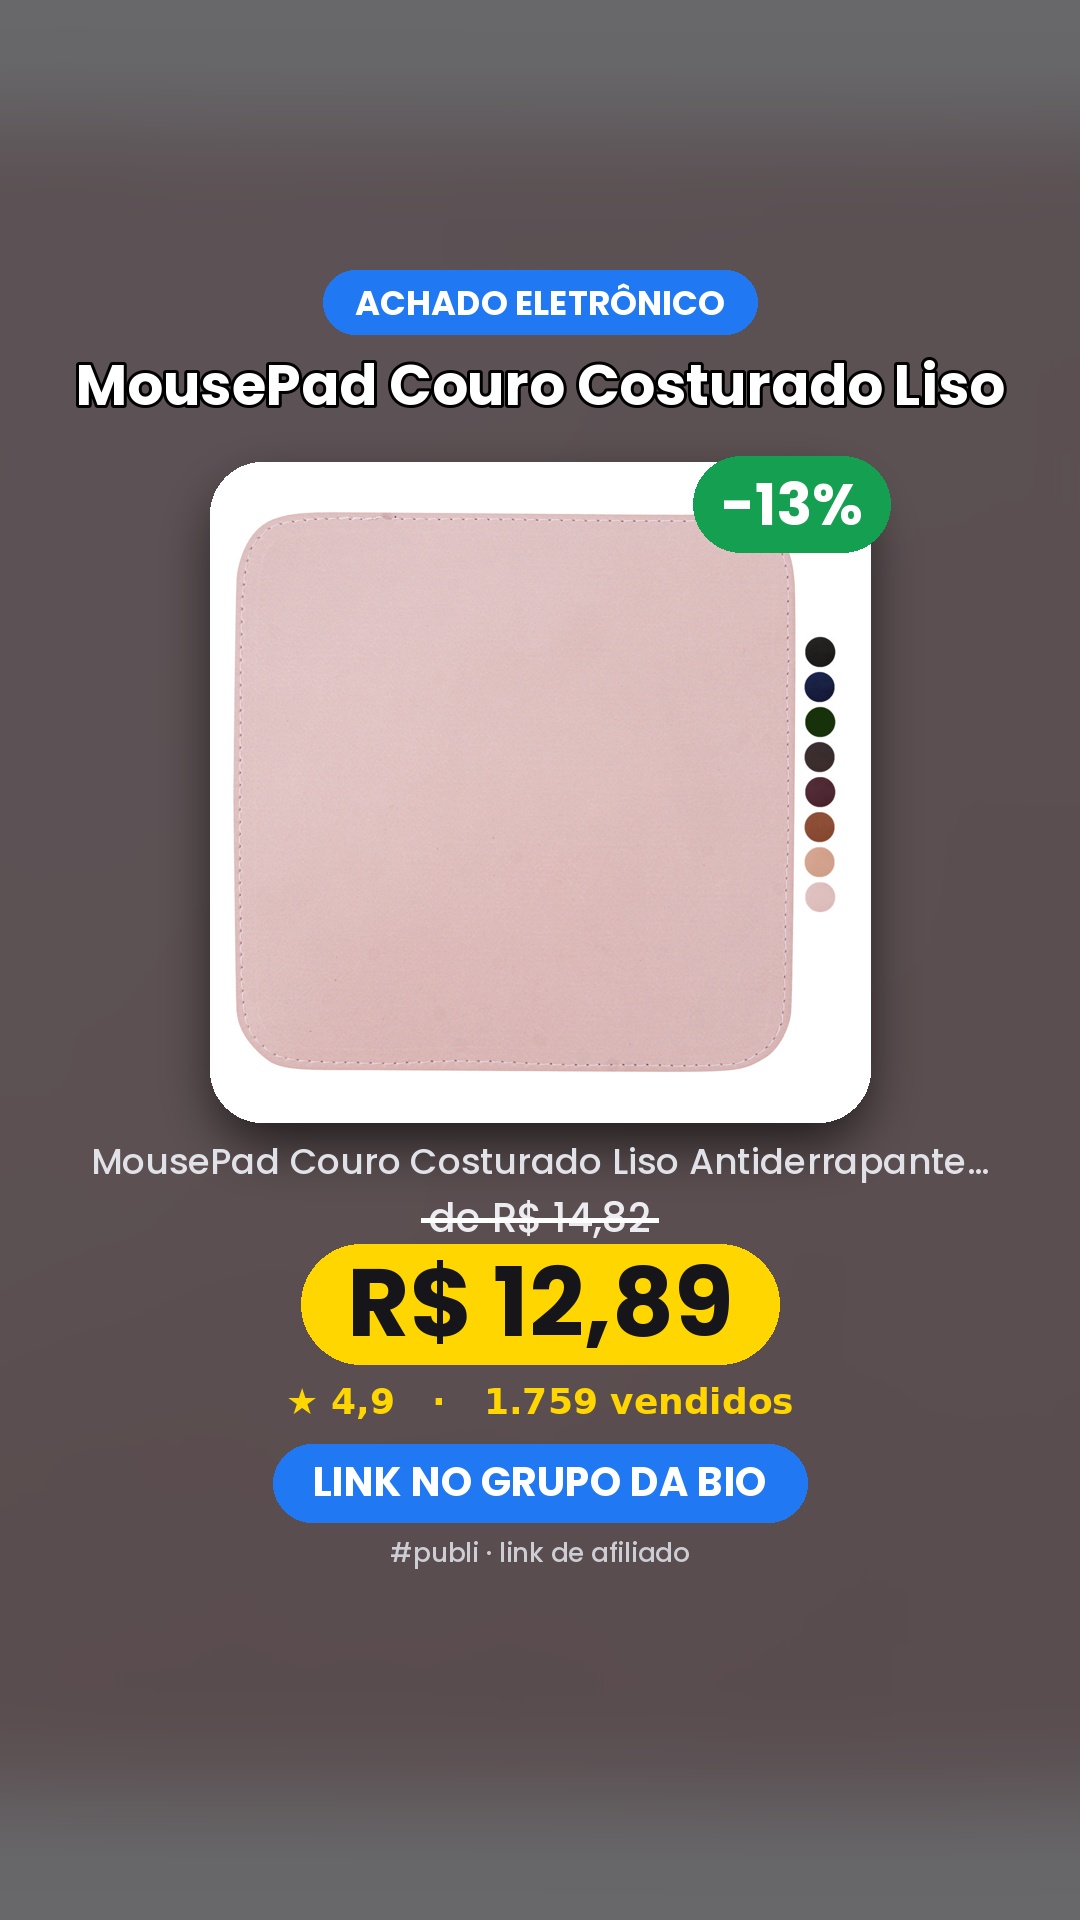 ACHADO ELETRÔNICO
MousePad Couro Costurado Liso
-13%
MousePad Couro Costurado Liso Antiderrapante...
de R$ 14,82
R$ 12,89
★ 4,9 · 1.759 vendidos
LINK NO GRUPO DA BIO
#publi · link de afiliado